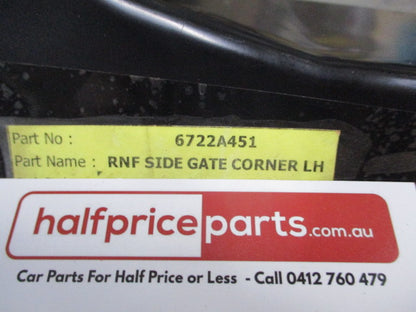 Part No : 6722A451
Part Name : RNF SIDE GATE CORNER LH
halfpriceparts.com.au
Car Parts For Half Price or Less - Call 0412 760 479